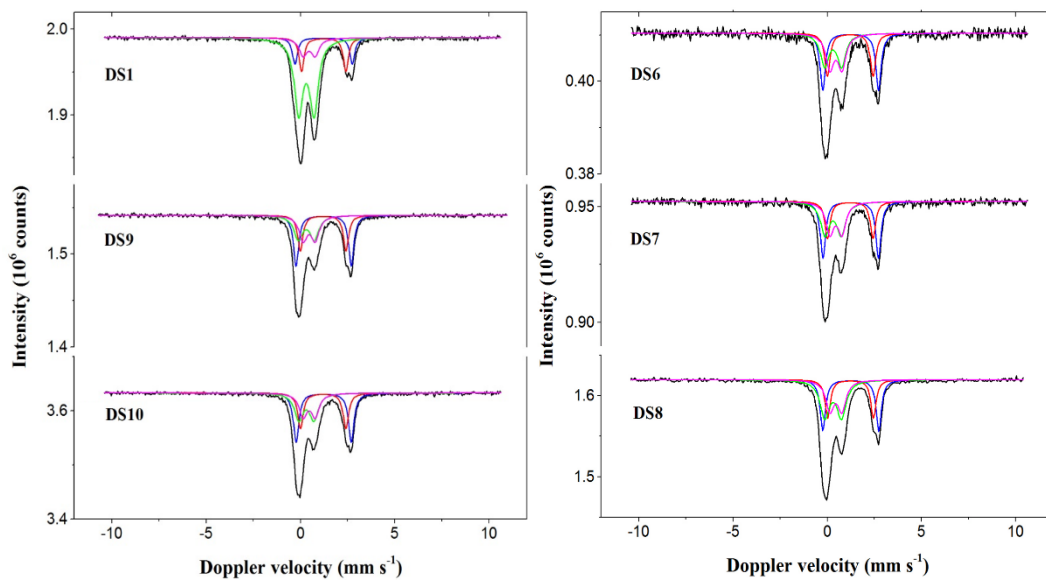 2.0
DS1
1.9
DS9
1.5
1.4
3.6
DS10
3.4
-10 -5 0 5 10
Doppler velocity (mm s-1)
Intensity (10⁶ counts)
DS6
0.40
0.38
0.95
DS7
0.90
1.6
DS8
1.5
-10 -5 0 5 10
Doppler velocity (mm s-1)
Intensity (10⁶ counts)